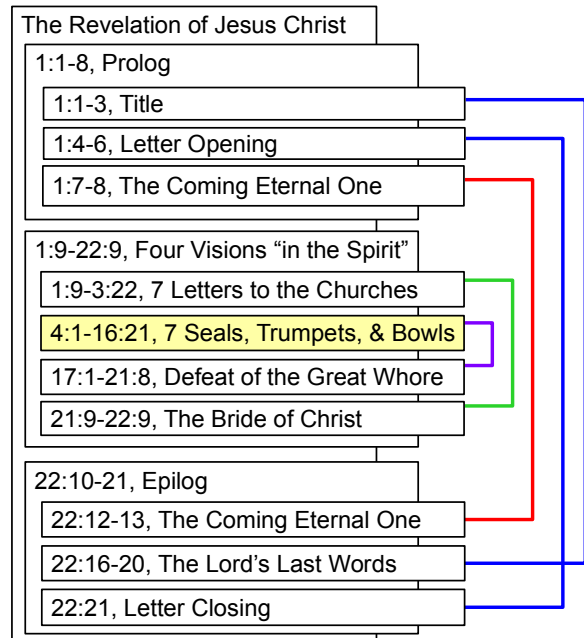 The Revelation of Jesus Christ
1:1-8, Prolog
1:1-3, Title
1:4-6, Letter Opening
1:7-8, The Coming Eternal One
1:9-22:9, Four Visions “in the Spirit”
1:9-3:22, 7 Letters to the Churches
4:1-16:21, 7 Seals, Trumpets, & Bowls
17:1-21:8, Defeat of the Great Whore
21:9-22:9, The Bride of Christ
22:10-21, Epilog
22:12-13, The Coming Eternal One
22:16-20, The Lord’s Last Words
22:21, Letter Closing